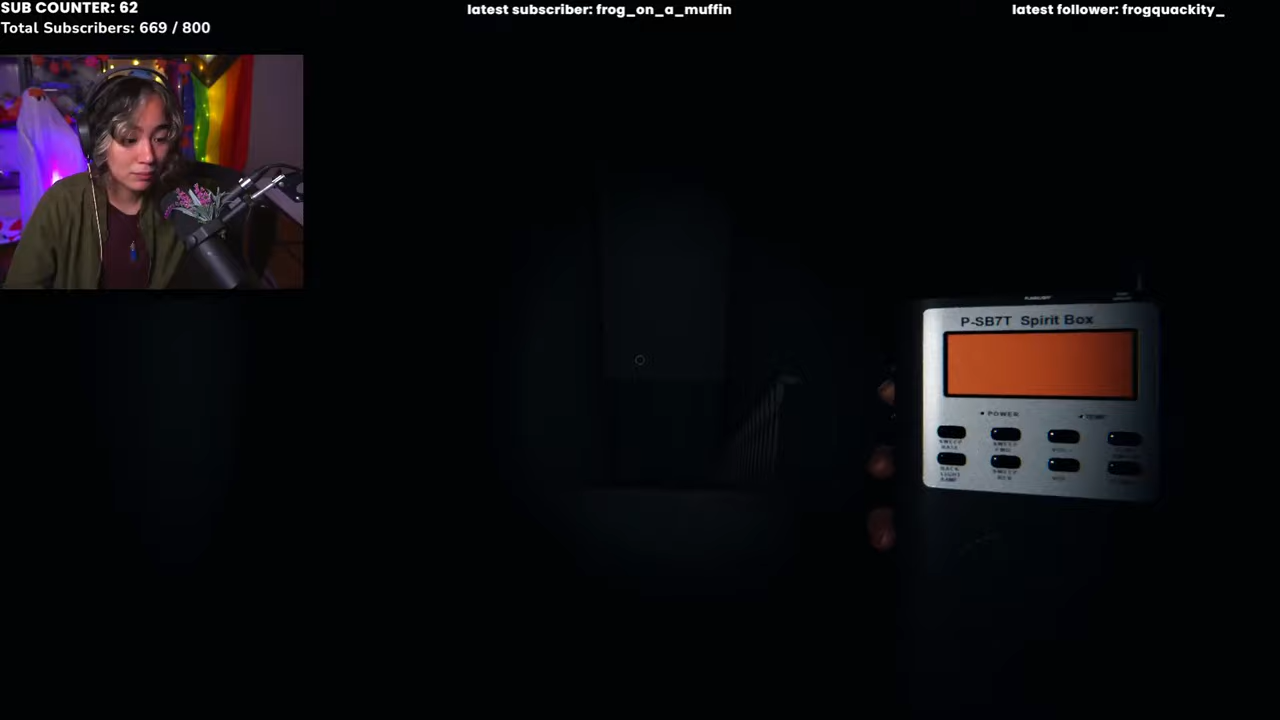 SUB COUNTER: 62
latest subscriber: frog_on_a_muffin
latest follower: frogquackity_
Total Subscribers: 669 / 800
P-SB7T Spirit Box
POWER